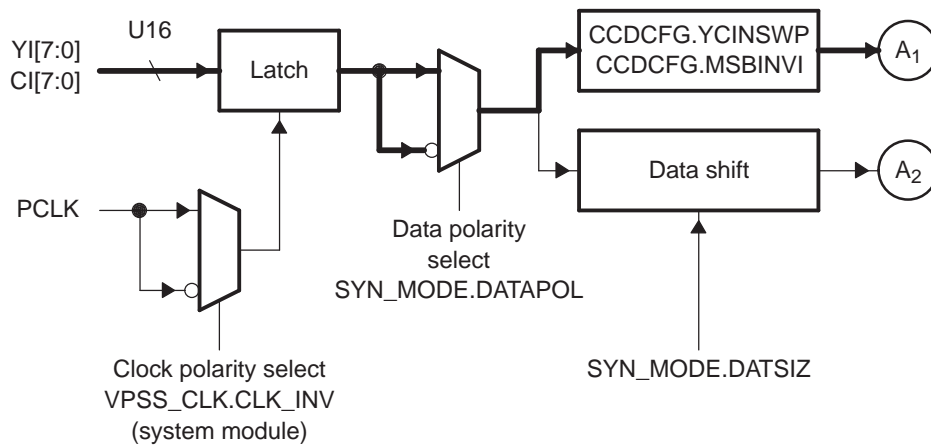 U16
YI[7:0]
CI[7:0]
Latch
CCDCFG.YCINSWP
CCDCFG.MSBINVI
A1
Data shift
A2
PCLK
Data polarity
select
SYN_MODE.DATAPOL
SYN_MODE.DATSIZ
Clock polarity select
VPSS_CLK.CLK_INV
(system module)